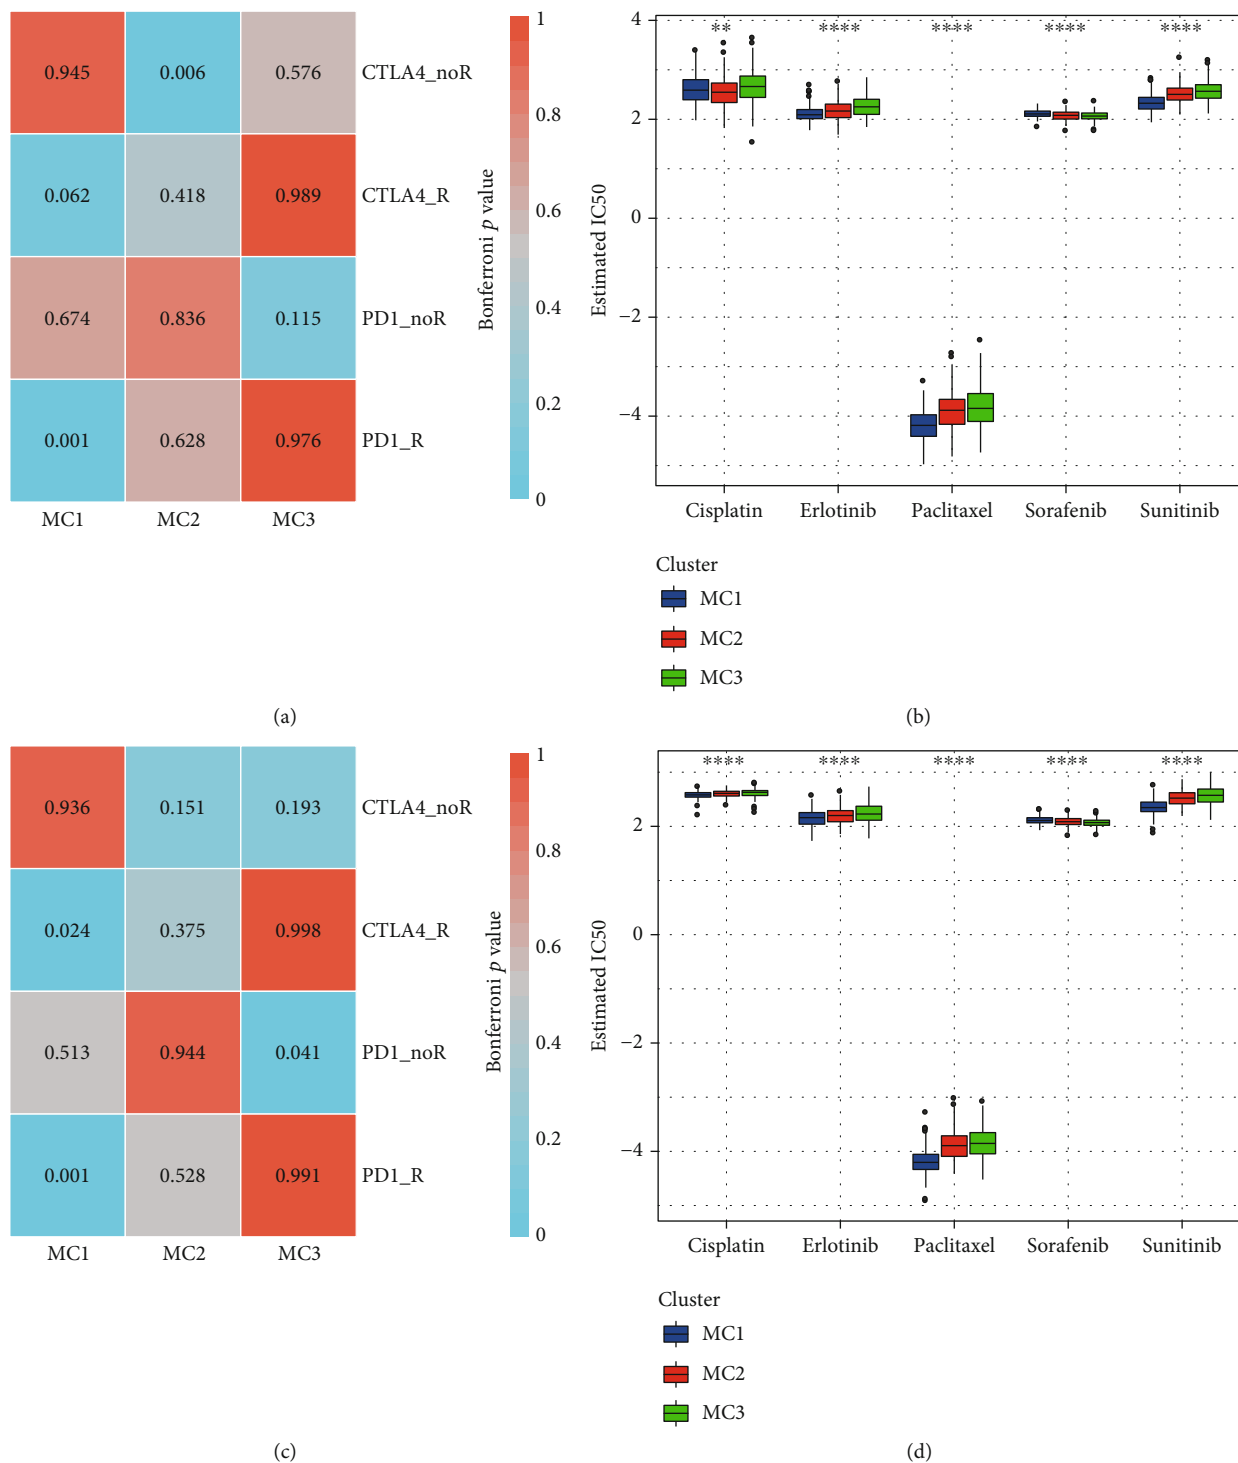 0.945 0.006 0.576 CTLA4_noR
0.062 0.418 0.989 CTLA4_R
0.674 0.836 0.115 PD1_noR
0.001 0.628 0.976 PD1_R
MC1 MC2 MC3
Bonferroni p value
1
0.8
0.6
0.4
0.2
0
(a)
** **** **** **** ****
Estimated IC50
4
2
0
−2
−4
Cisplatin Erlotinib Paclitaxel Sorafenib Sunitinib
Cluster
MC1
MC2
MC3
(b)
0.936 0.151 0.193 CTLA4_noR
0.024 0.375 0.998 CTLA4_R
0.513 0.944 0.041 PD1_noR
0.001 0.528 0.991 PD1_R
MC1 MC2 MC3
Bonferroni p value
1
0.8
0.6
0.4
0.2
0
(c)
**** **** **** **** ****
Estimated IC50
2
0
−2
−4
Cisplatin Erlotinib Paclitaxel Sorafenib Sunitinib
Cluster
MC1
MC2
MC3
(d)